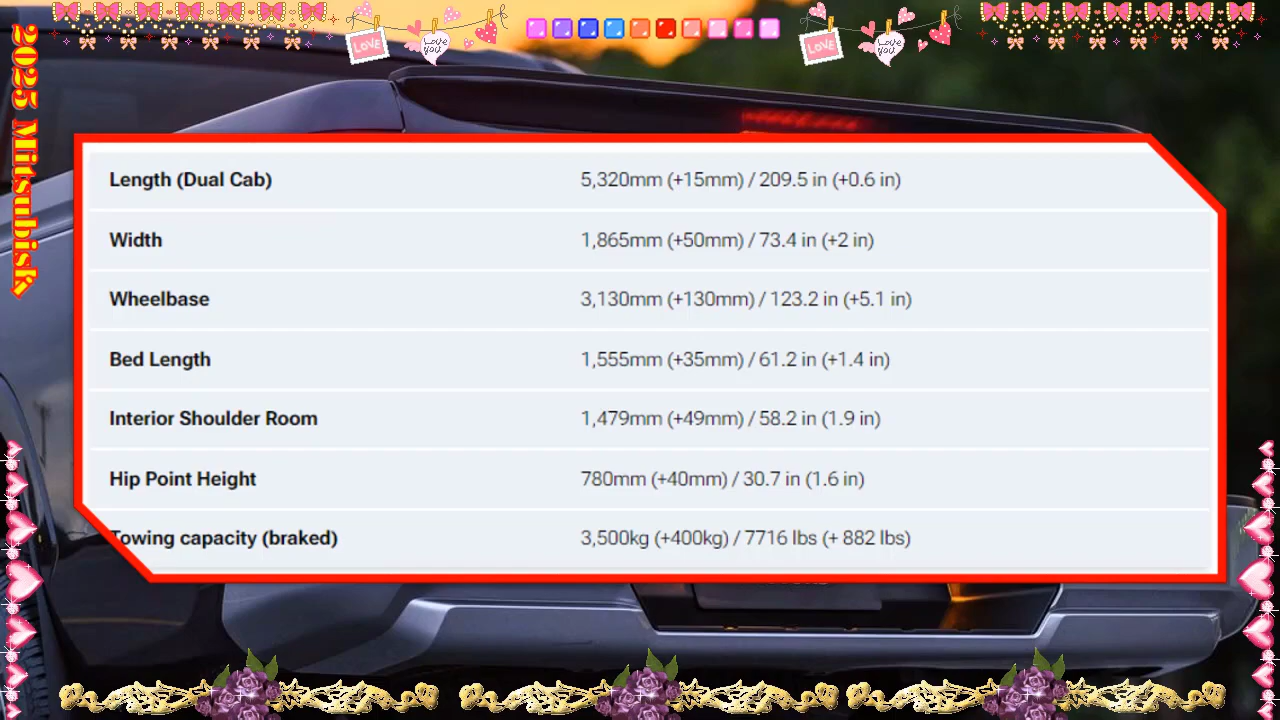 LOVE
Love you
LOVE
Love you
2025 Mitsubisk
Length (Dual Cab) 5,320mm (+15mm) / 209.5 in (+0.6 in)
Width 1,865mm (+50mm) / 73.4 in (+2 in)
Wheelbase 3,130mm (+130mm) / 123.2 in (+5.1 in)
Bed Length 1,555mm (+35mm) / 61.2 in (+1.4 in)
Interior Shoulder Room 1,479mm (+49mm) / 58.2 in (1.9 in)
Hip Point Height 780mm (+40mm) / 30.7 in (1.6 in)
Towing capacity (braked) 3,500kg (+400kg) / 7716 lbs (+ 882 lbs)